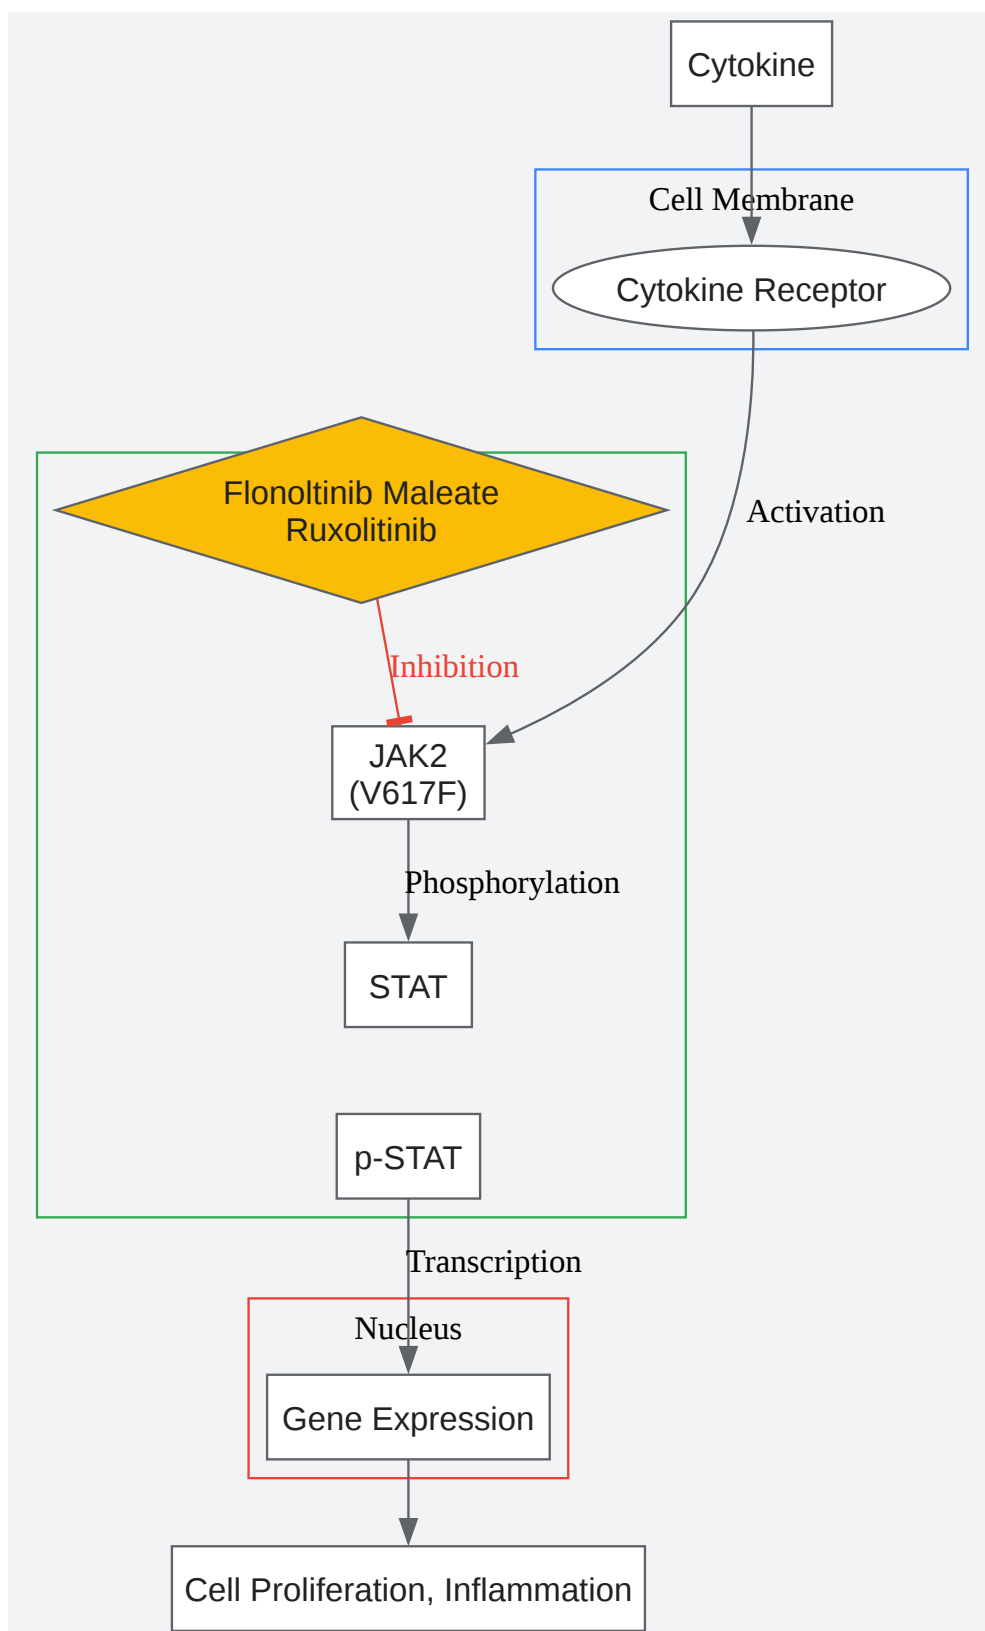 Cytokine
Cell Membrane
Cytokine Receptor
Flonoltinib Maleate
Ruxolitinib
Activation
Inhibition
JAK2
(V617F)
Phosphorylation
STAT
p-STAT
Transcription
Nucleus
Gene Expression
Cell Proliferation, Inflammation